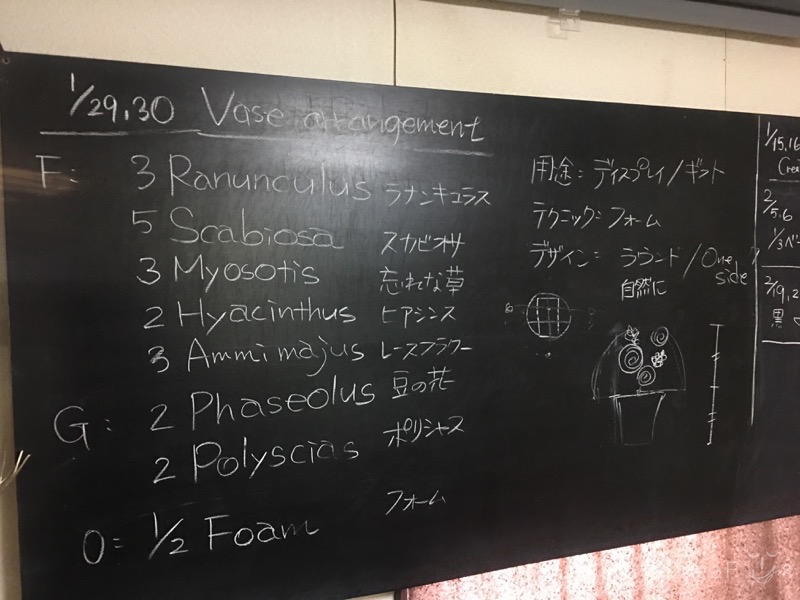 1/29.30 Vase arrangement
F: 3 Ranunculus ラナンキュラス
5 Scabiosa スカビオサ
3 Myosotis 忘れな草
2 Hyacinthus ヒアシンス
3 Ammi majus レースフラワー
2 Phaseolus 豆の花
G: 2 Polyscias ポリシャス
O= 1/2 Foam フォーム
用途: ディスプレイ/ギフト
テクニック: フォーム
デザイン= ラウンド/One side
自然に
1/15.16
2/5.6
1/3
2/19.2
黒